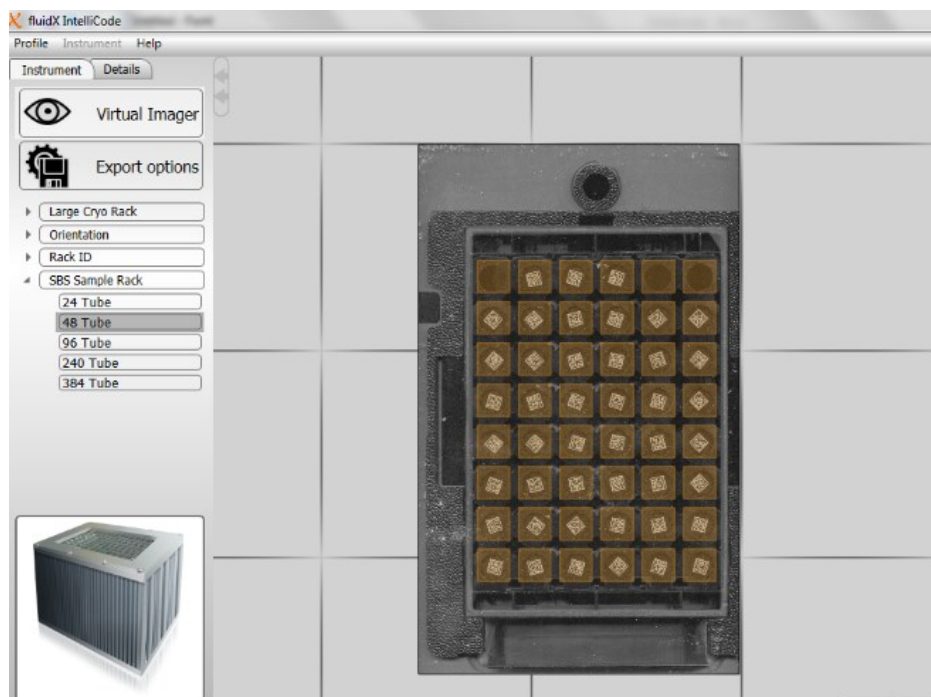 fluidX IntelliCode
Profile Instrument Help
Instrument Details
Virtual Imager
Export options
Large Cryo Rack
Orientation
Rack ID
SBS Sample Rack
24 Tube
48 Tube
96 Tube
240 Tube
384 Tube